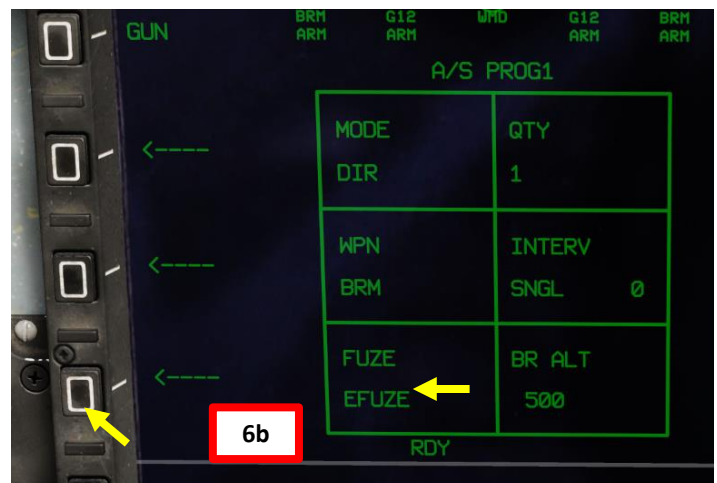 BRM G12 WMD G12 BRM
GUN ARM ARM ARM ARM
A/S PROG1
MODE QTY
<----
DIR 1
WPN INTERV
<----
BRM SNGL 0
FUZE BR ALT
<----
EFUZE 500
6b
RDY